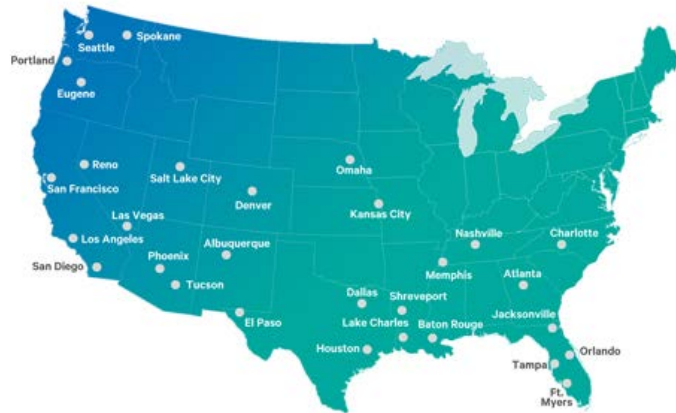 Seattle
Spokane
Portland
Eugene
Reno
San Francisco
Salt Lake City
Denver
Omaha
Kansas City
Las Vegas
Los Angeles
San Diego
Phoenix
Tucson
Albuquerque
El Paso
Nashville
Charlotte
Memphis
Atlanta
Dallas
Shreveport
Lake Charles
Baton Rouge
Houston
Jacksonville
Orlando
Tampa
Ft.
Myers